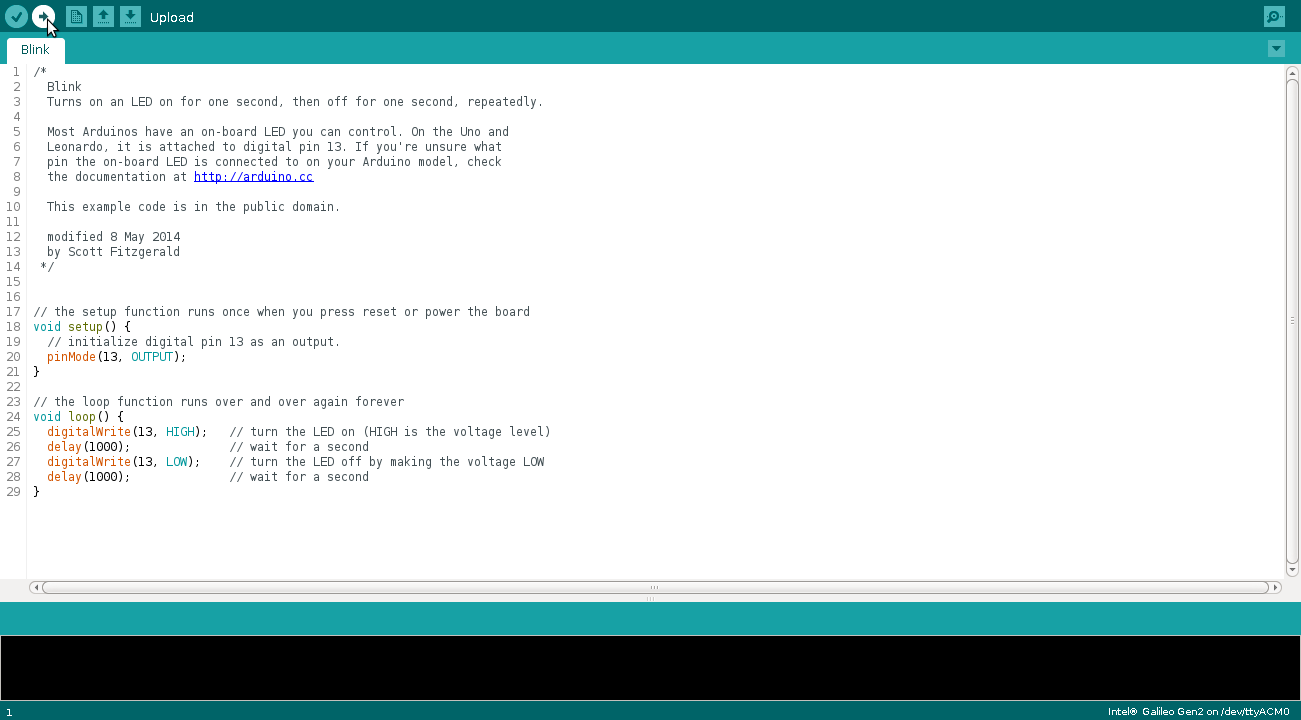 Upload
Blink
1 /*
2   Blink
3   Turns on an LED on for one second, then off for one second, repeatedly.
4
5   Most Arduinos have an on-board LED you can control. On the Uno and
6   Leonardo, it is attached to digital pin 13. If you're unsure what
7   pin the on-board LED is connected to on your Arduino model, check
8   the documentation at http://arduino.cc
9
10   This example code is in the public domain.
11
12   modified 8 May 2014
13   by Scott Fitzgerald
14  */
15
16
17 // the setup function runs once when you press reset or power the board
18 void setup() {
19   // initialize digital pin 13 as an output.
20   pinMode(13, OUTPUT);
21 }
22
23 // the loop function runs over and over again forever
24 void loop() {
25   digitalWrite(13, HIGH);   // turn the LED on (HIGH is the voltage level)
26   delay(1000);              // wait for a second
27   digitalWrite(13, LOW);    // turn the LED off by making the voltage LOW
28   delay(1000);              // wait for a second
29 }
1 Intel® Galileo Gen2 on /dev/ttyACM0